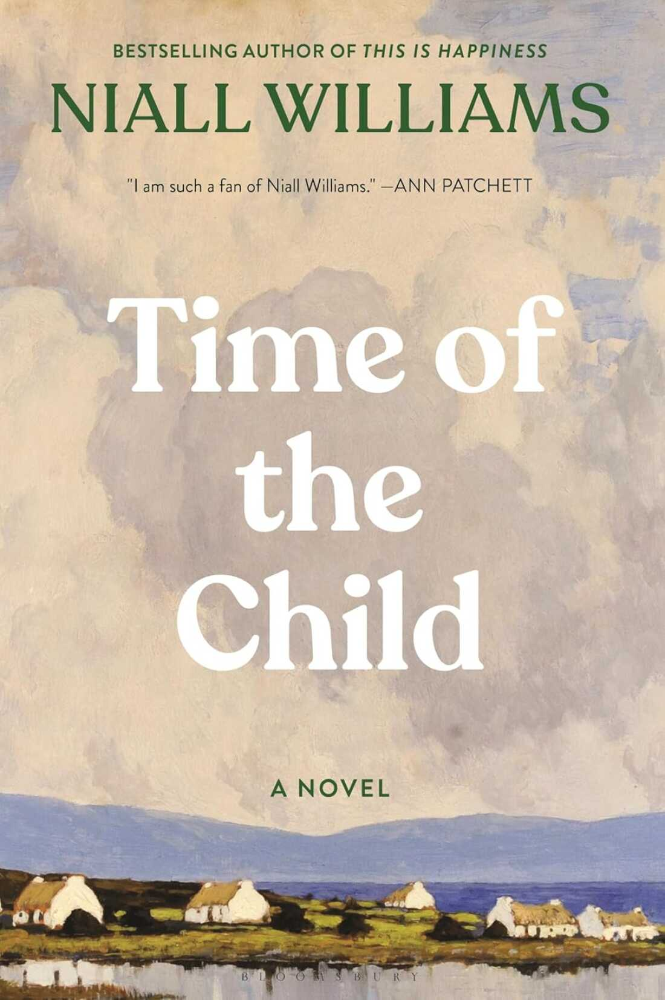 BESTSELLING AUTHOR OF THIS IS HAPPINESS
NIALL WILLIAMS
"I am such a fan of Niall Williams." —ANN PATCHETT
Time of
the
Child
A NOVEL
BLOOMSBURY